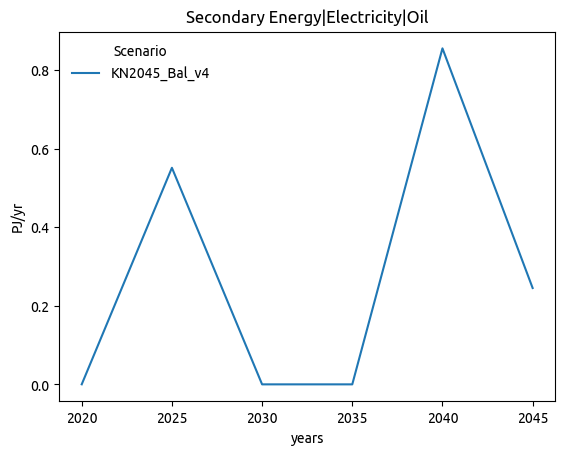 Secondary Energy|Electricity|Oil
Scenario
KN2045_Bal_v4
PJ/yr
0.8
0.6
0.4
0.2
0.0
2020 2025 2030 2035 2040 2045
years